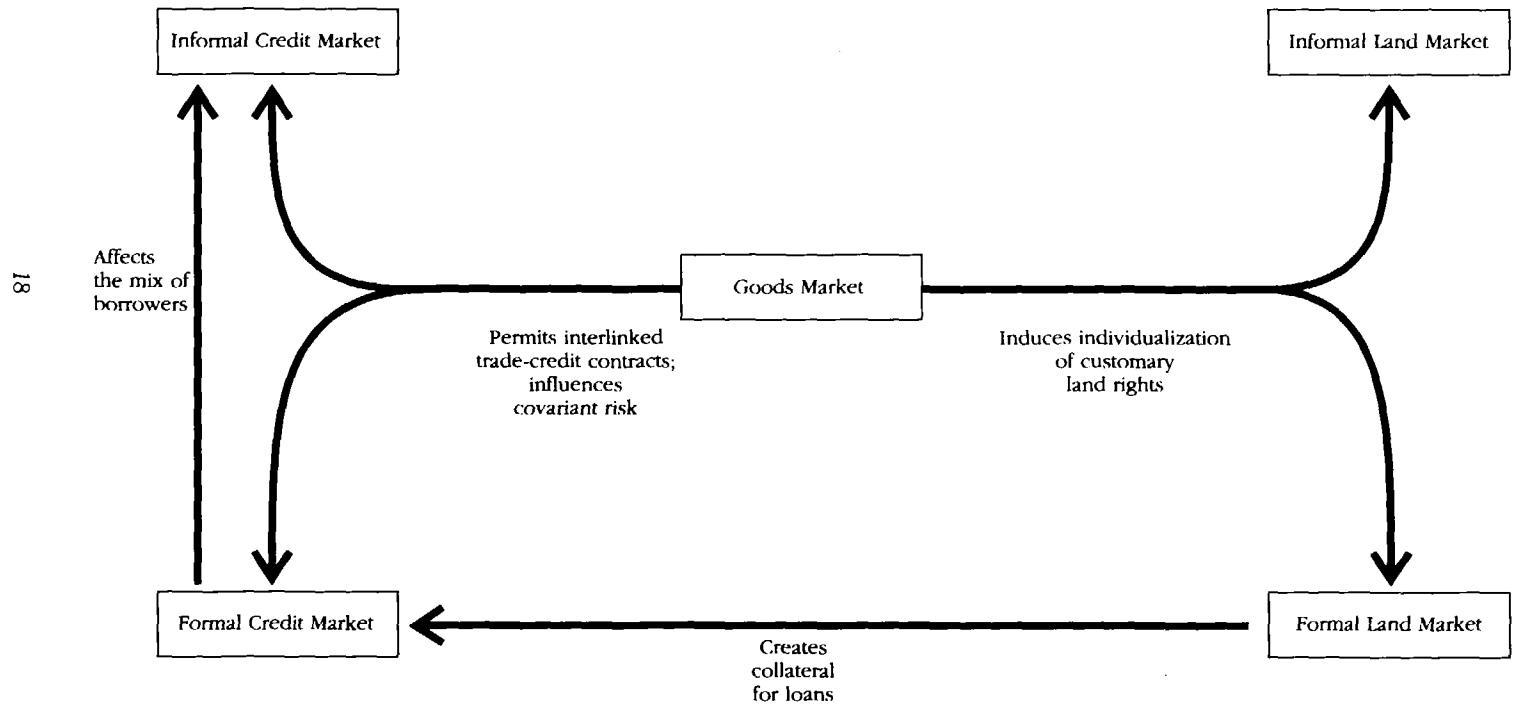 Informal Credit Market
Informal Land Market
Affects
the mix of
borrowers
18
Goods Market
Permits interlinked
trade-credit contracts;
influences
covariant risk
Induces individualization
of customary
land rights
Formal Credit Market
Formal Land Market
Creates
collateral
for loans